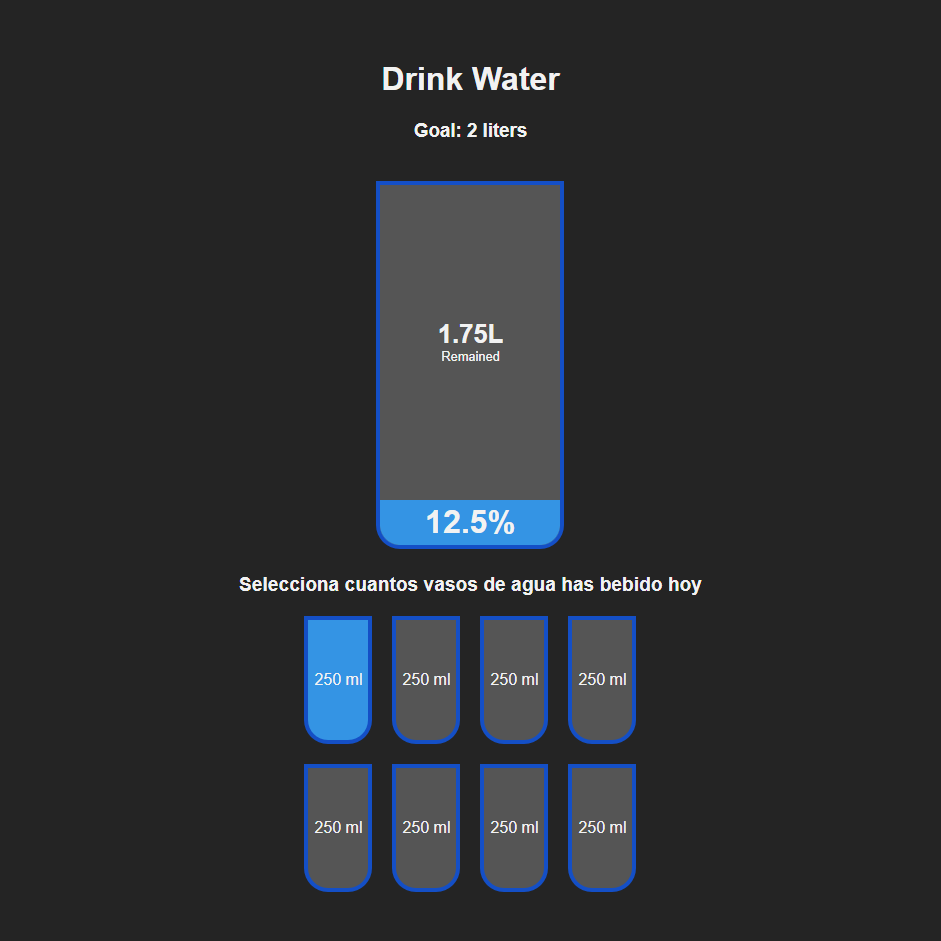 Drink Water
Goal: 2 liters
1.75L
Remained
12.5%
Selecciona cuantos vasos de agua has bebido hoy
250 ml 250 ml 250 ml 250 ml
250 ml 250 ml 250 ml 250 ml